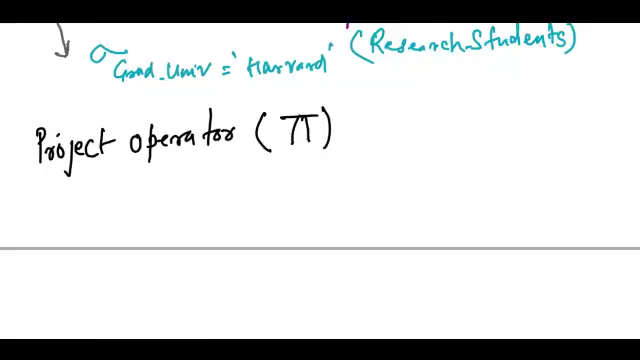 σ Grad_Univ = 'Harvard' (Research_Students)
Project operator (π)